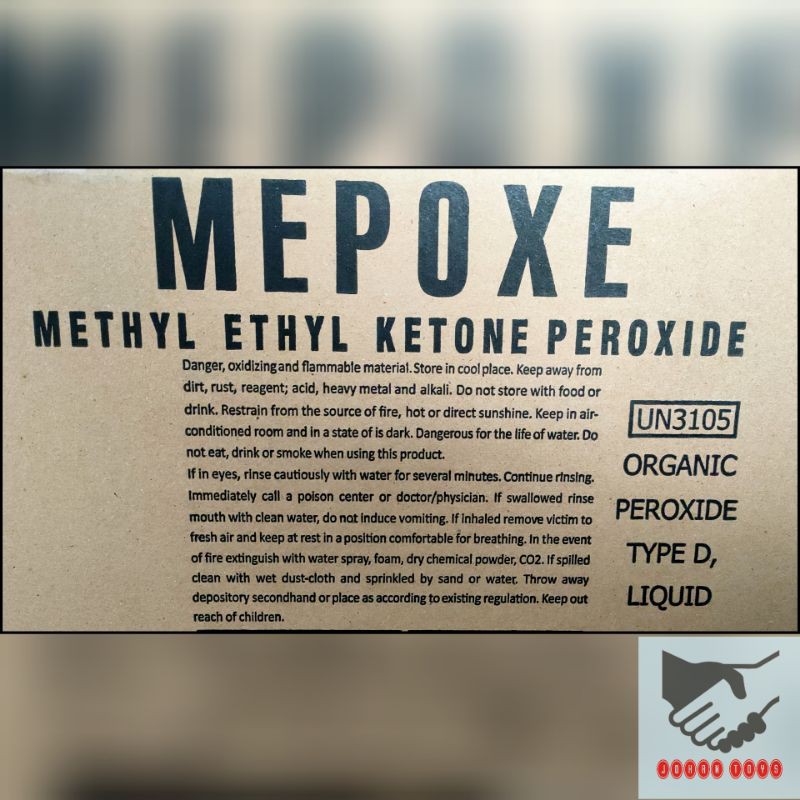 MEPOXE
METHYL ETHYL KETONE PEROXIDE
Danger, oxidizing and flammable material. Store in cool place. Keep away from
dirt, rust, reagent; acid, heavy metal and alkali. Do not store with food or
drink. Restrain from the source of fire, hot or direct sunshine. Keep in air-
conditioned room and in a state of is dark. Dangerous for the life of water. Do
not eat, drink or smoke when using this product.
If in eyes, rinse cautiously with water for several minutes. Continue rinsing.
Immediately call a poison center or doctor/physician. If swallowed rinse
mouth with clean water, do not induce vomiting. If inhaled remove victim to
fresh air and keep at rest in a position comfortable for breathing. In the event
of fire extinguish with water spray, foam, dry chemical powder, CO2. If spilled
clean with wet dust-cloth and sprinkled by sand or water. Throw away
depository secondhand or place as according to existing regulation. Keep out
reach of children.
UN3105
ORGANIC
PEROXIDE
TYPE D,
LIQUID
JOHAN TOYS